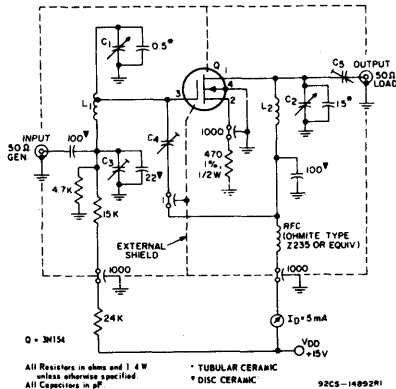 C1
0.5*
Q
1
4
3
2
C5
OUTPUT
50Ω
LOAD
L1
L2
C2
15*
INPUT
50Ω
GEN.
100▼
C4
C3
22▼
1000
470
1%,
1/2W
100▼
4.7K
15K
1
EXTERNAL
SHIELD
RFC
(OHMITE TYPE
Z235 OR EQUIV)
1000
1000
24K
ID=5mA
VDD
+15V
Q = 3N154
All Resistors in ohms and 1/4 W
unless otherwise specified.
All Capacitors in pF.
* TUBULAR CERAMIC
▼ DISC CERAMIC
92CS-14892R1